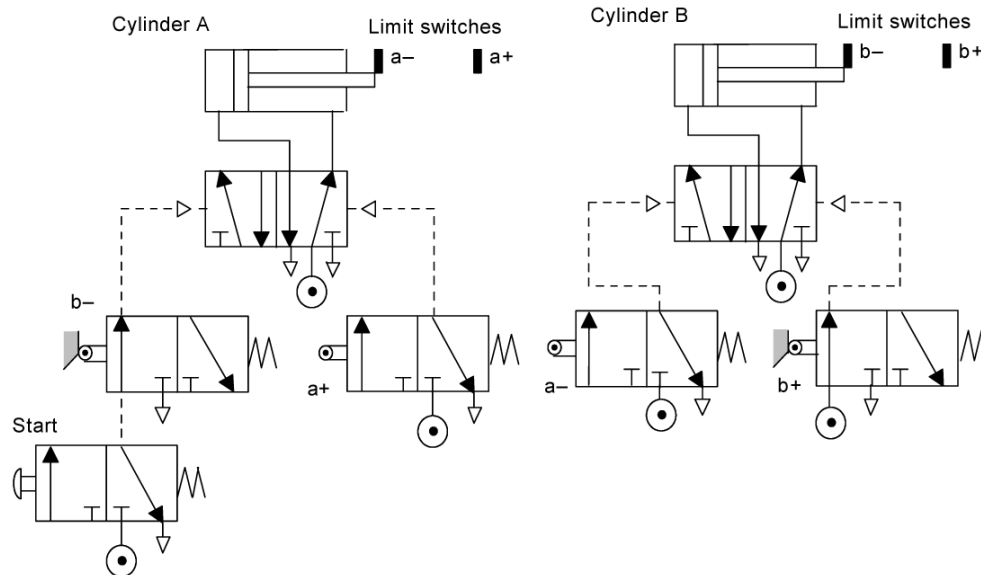 Cylinder A
Limit switches
a–
a+
Cylinder B
Limit switches
b–
b+
b–
a+
a–
b+
Start